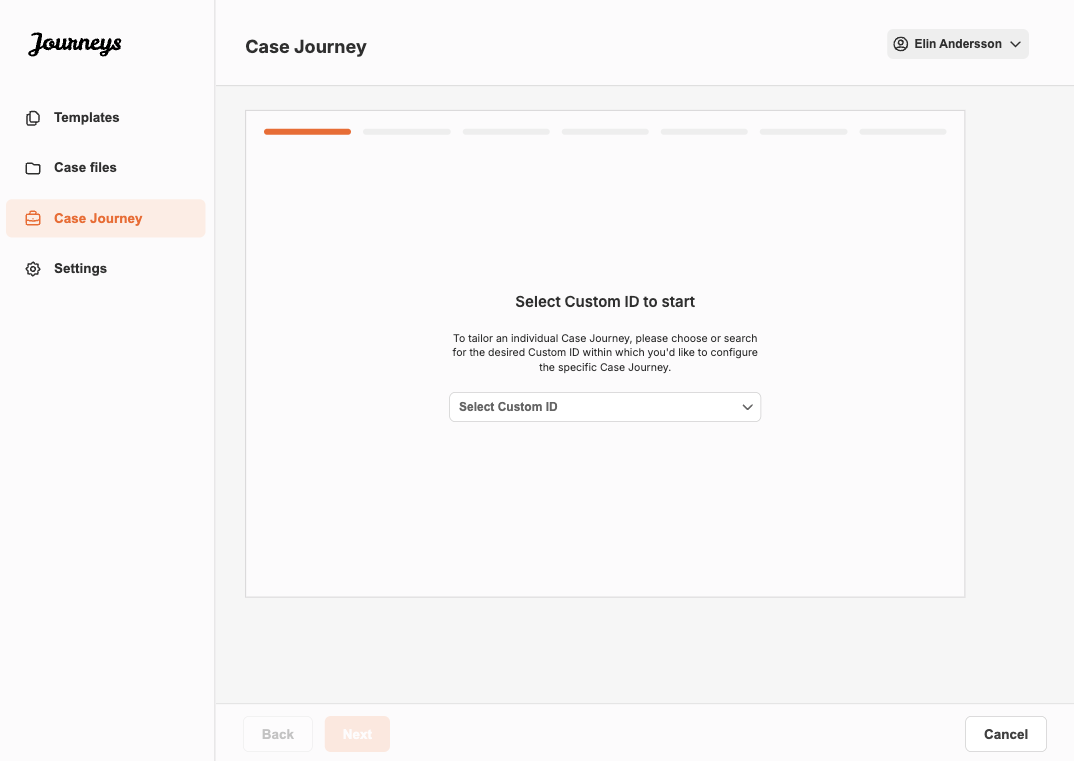 Journeys
Case Journey
Elin Andersson
Templates
Case files
Case Journey
Settings
Select Custom ID to start
To tailor an individual Case Journey, please choose or search
for the desired Custom ID within which you'd like to configure
the specific Case Journey.
Select Custom ID
Back
Next
Cancel